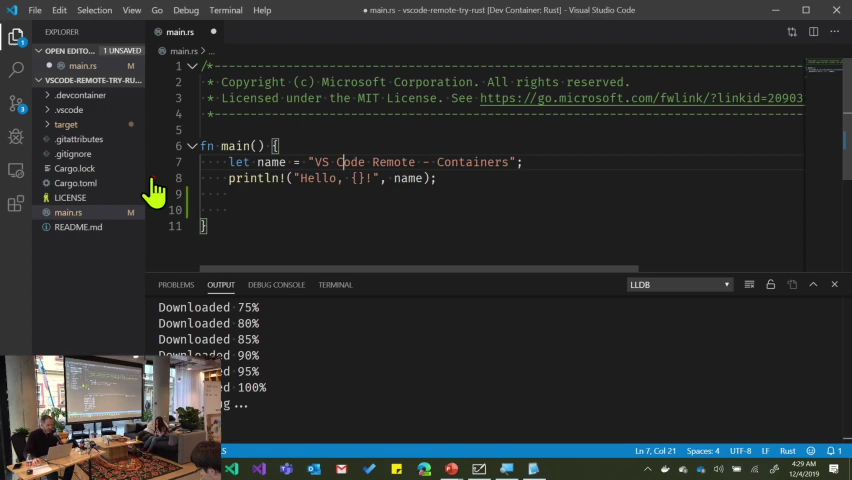 File Edit Selection View Go Debug Terminal Help
● main.rs - vscode-remote-try-rust [Dev Container: Rust] - Visual Studio Code
EXPLORER
main.rs
OPEN EDITO... 1 UNSAVED
main.rs
VSCODE-REMOTE-TRY-RU...
.devcontainer
.vscode
target
.gitattributes
.gitignore
Cargo.lock
Cargo.toml
LICENSE
main.rs M
README.md
main.rs > ...
1 /*-------------------------------------------------------------
2 * Copyright (c) Microsoft Corporation. All rights reserved.
3 * Licensed under the MIT License. See https://go.microsoft.com/fwlink/?linkid=20903
4 *-------------------------------------------------------------
5
6 fn main() {
7 let name = "VS Code Remote - Containers";
8 println!("Hello, {}!", name);
9
10
11 }
PROBLEMS OUTPUT DEBUG CONSOLE TERMINAL
LLDB
Downloaded 75%
Downloaded 80%
Downloaded 85%
90%
95%
ed 100%
ng...
Ln 7, Col 21 Spaces: 4 UTF-8 LF Rust 1
4:29 AM
12/4/2019